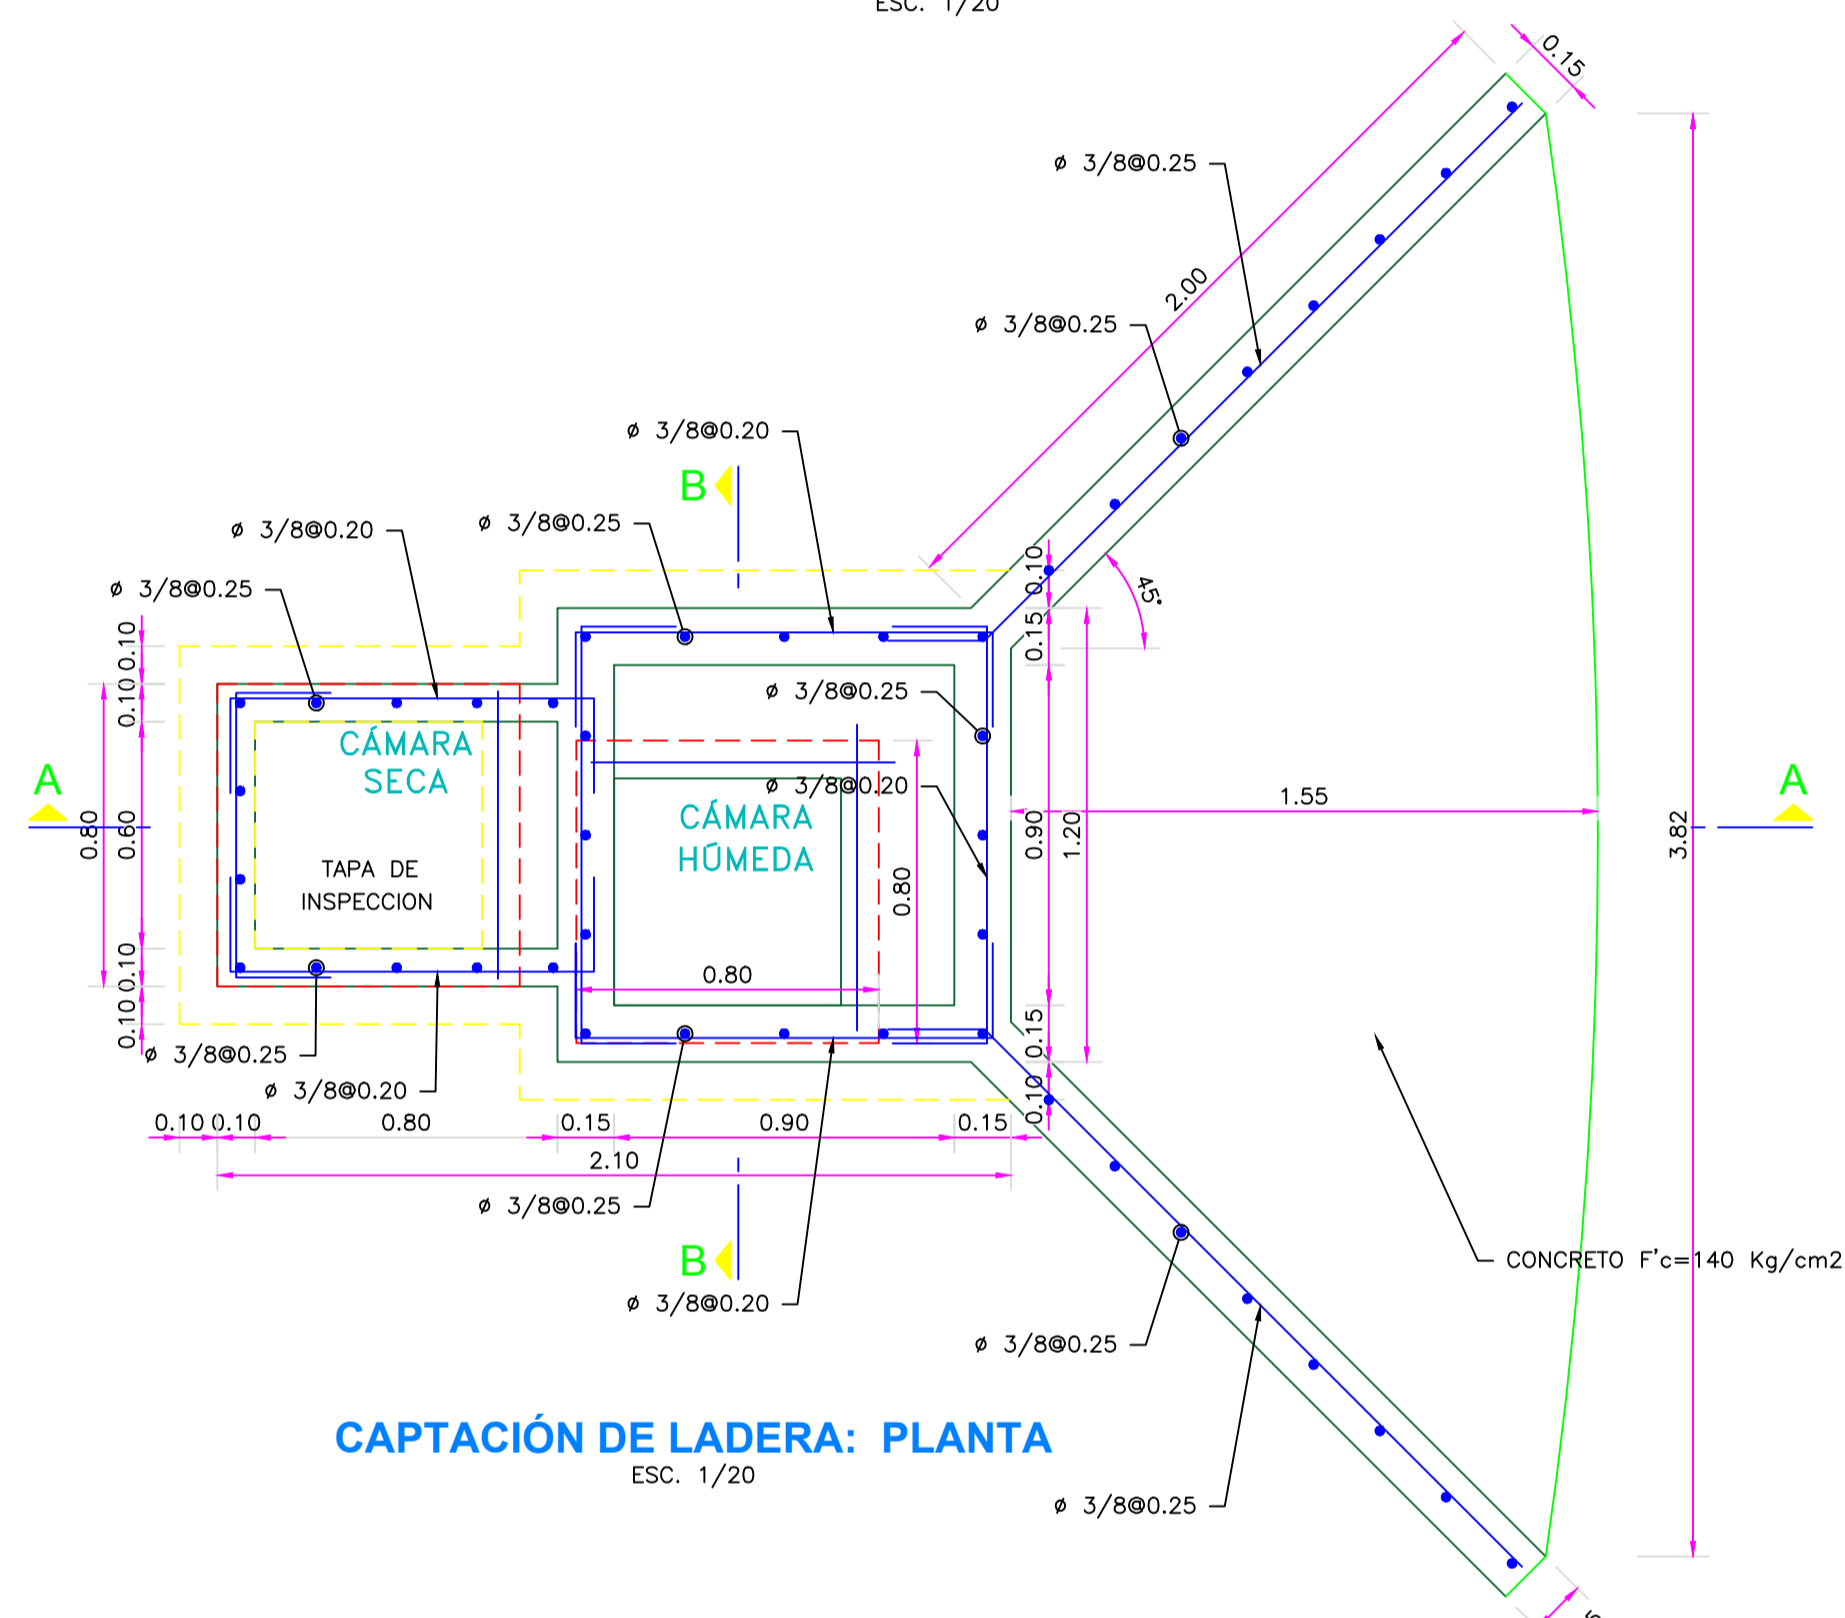 ESC. 1/20
0.15
ø 3/8@0.25
2.00
ø 3/8@0.25
ø 3/8@0.20
B
ø 3/8@0.25
ø 3/8@0.20
ø 3/8@0.25
0.10
45°
0.15
0.10
0.10
ø 3/8@0.25
CÁMARA
SECA
ø 3/8@0.20
A
A
1.55
CÁMARA
HÚMEDA
0.80
0.60
0.90
1.20
3.82
TAPA DE
INSPECCION
0.80
0.80
0.10
0.10
0.15
0.10
ø 3/8@0.25
ø 3/8@0.20
0.10
0.10
0.80
0.15
0.90
0.15
2.10
ø 3/8@0.25
B
ø 3/8@0.20
CONCRETO F'c=140 Kg/cm2
ø 3/8@0.25
CAPTACIÓN DE LADERA: PLANTA
ESC. 1/20
ø 3/8@0.25